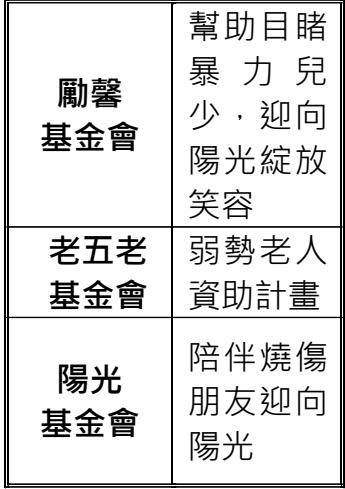 勵馨
基金會
幫助目睹
暴力兒
少，迎向
陽光綻放
笑容
老五老
基金會
弱勢老人
資助計畫
陽光
基金會
陪伴燒傷
朋友迎向
陽光